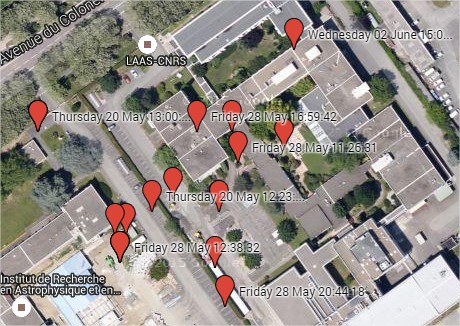 Avenue du Colone
Wednesday 02 June 15:0...
LAAS-CNRS
Thursday 20 May 13:00...
Friday 28 May 16:59:42
Friday 28 May 11:26:31
Thursday 20 May 12:23...
Friday 28 May 12:38:32
Institut de Recherche
en Astrophysique et en...
Friday 28 May 20:44:18